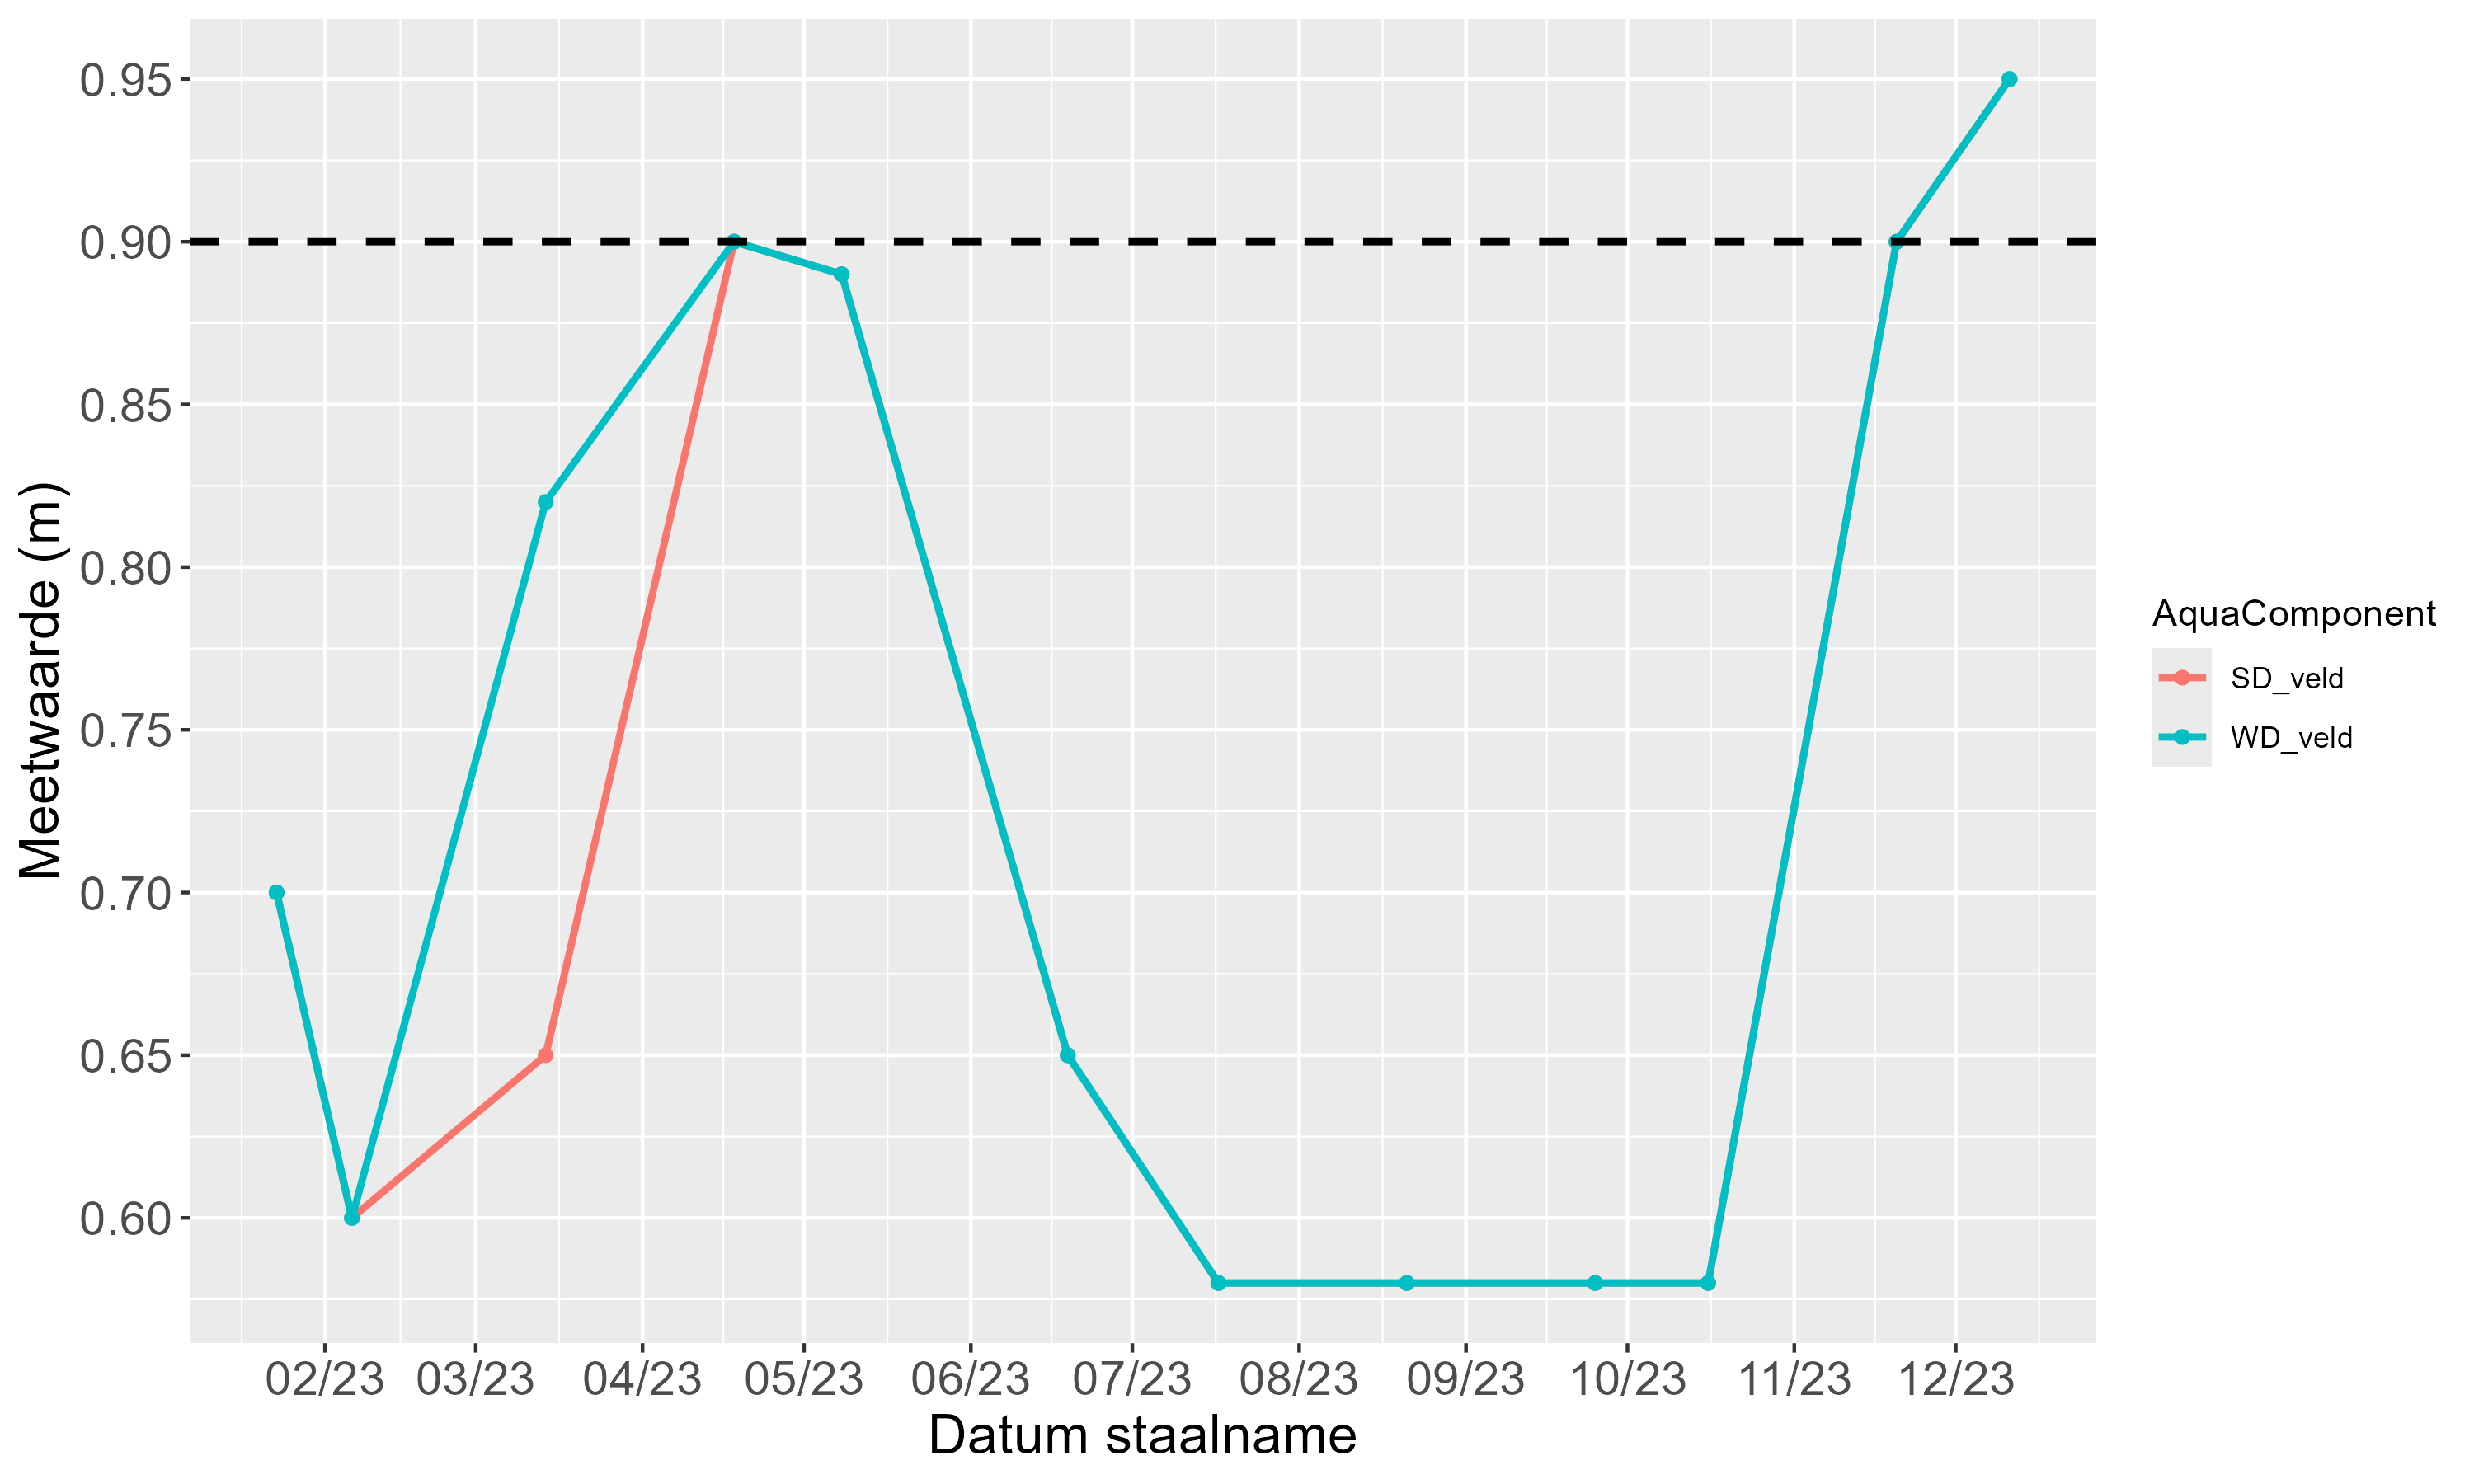 0.95
0.90
0.85
0.80
0.75
0.70
0.65
0.60
Meetwaarde (m)
02/23 03/23 04/23 05/23 06/23 07/23 08/23 09/23 10/23 11/23 12/23
Datum staalname
AquaComponent
SD_veld
WD_veld